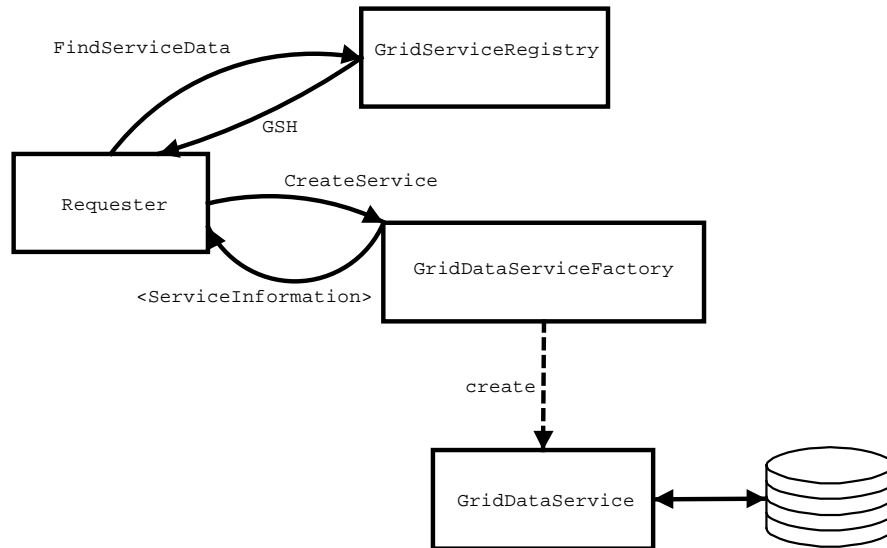 FindServiceData
GridServiceRegistry
GSH
CreateService
Requester
GridDataServiceFactory
<ServiceInformation>
create
GridDataService